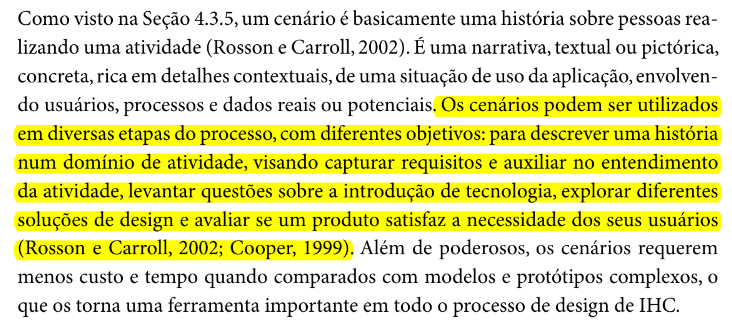 Como visto na Seção 4.3.5, um cenário é basicamente uma história sobre pessoas rea-
lizando uma atividade (Rosson e Carroll, 2002). É uma narrativa, textual ou pictórica,
concreta, rica em detalhes contextuais, de uma situação de uso da aplicação, envolven-
do usuários, processos e dados reais ou potenciais. Os cenários podem ser utilizados
em diversas etapas do processo, com diferentes objetivos: para descrever uma história
num domínio de atividade, visando capturar requisitos e auxiliar no entendimento
da atividade, levantar questões sobre a introdução de tecnologia, explorar diferentes
soluções de design e avaliar se um produto satisfaz a necessidade dos seus usuários
(Rosson e Carroll, 2002; Cooper, 1999). Além de poderosos, os cenários requerem
menos custo e tempo quando comparados com modelos e protótipos complexos, o
que os torna uma ferramenta importante em todo o processo de design de IHC.